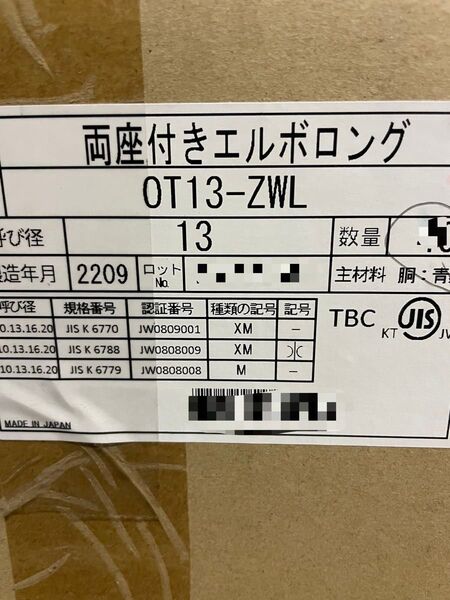 両座付きエルボロング
OT13-ZWL
呼び径 13 数量
製造年月 2209 ロットNo. 主材料 胴:青
呼び径 規格番号 認証番号 種類の記号 記号
10.13.16.20 JIS K 6770 JW0809001 XM –
10.13.16.20 JIS K 6788 JW0808009 XM
10.13.16.20 JIS K 6779 JW0808008 M –
TBC KT JIS JW
MADE IN JAPAN